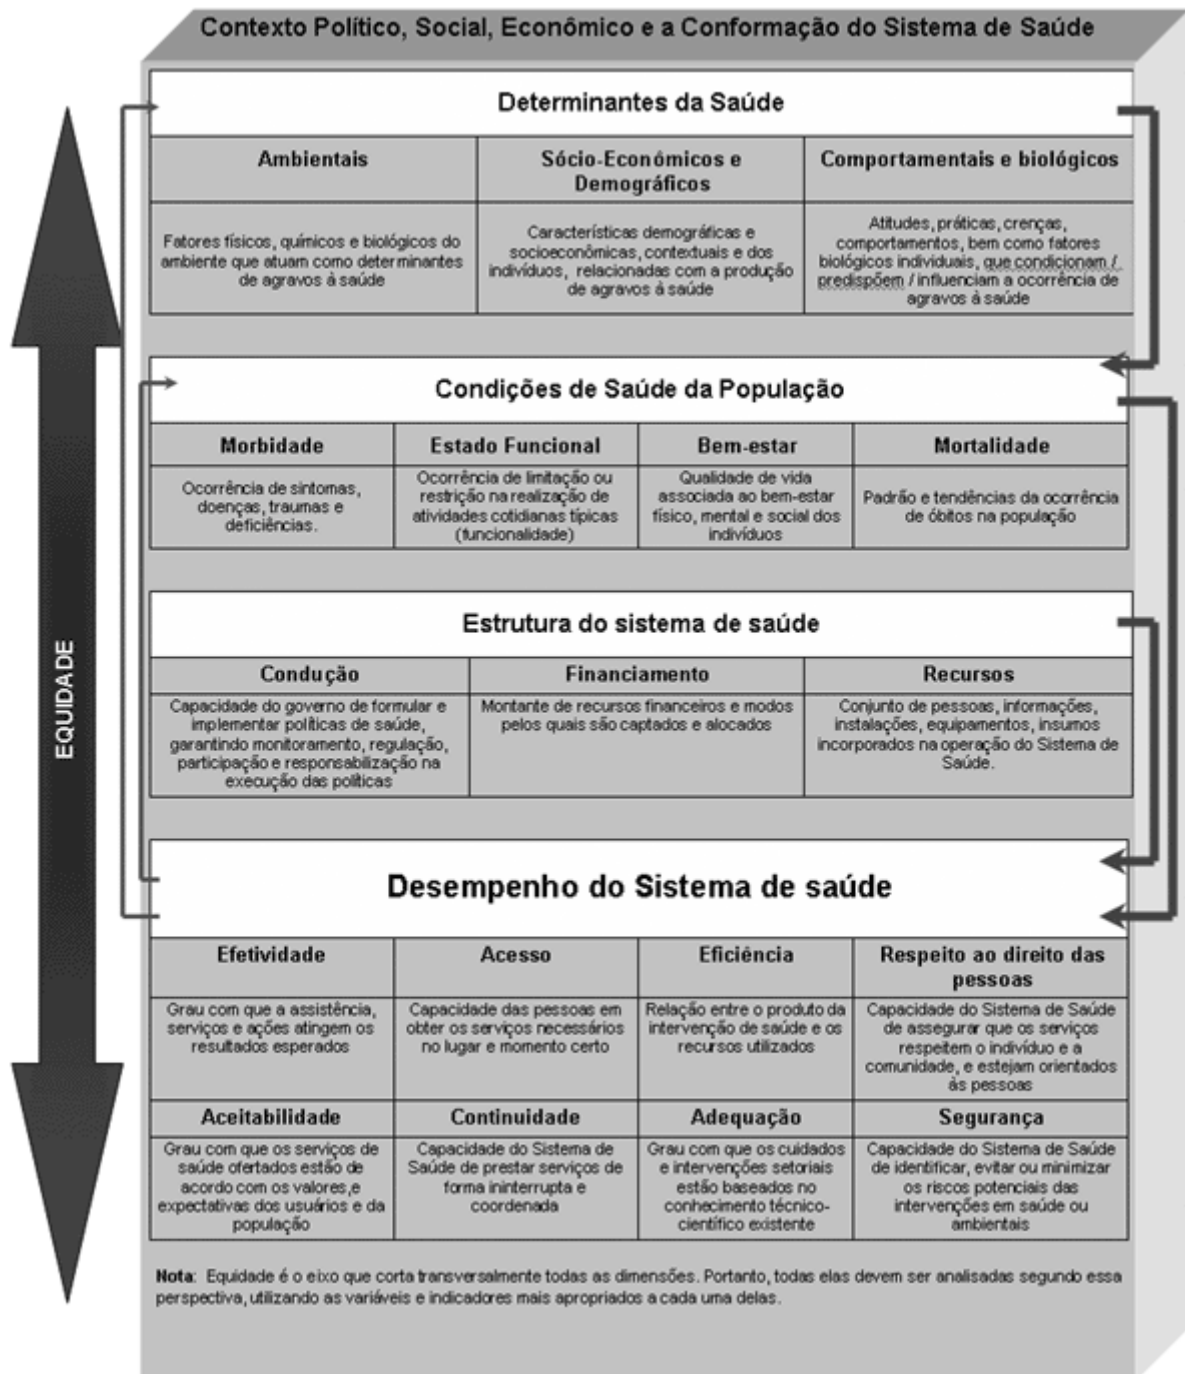 Contexto Político, Social, Econômico e a Conformação do Sistema de Saúde
Determinantes da Saúde
Ambientais
Sócio-Econômicos e
Demográficos
Comportamentais e biológicos
Fatores físicos, químicos e biológicos do
ambiente que atuam como determinantes
de agravos à saúde
Características demográficas e
socioeconômicas, contextuais e dos
indivíduos, relacionadas com a produção
de agravos à saúde
Atitudes, práticas, crenças,
comportamentos, bem como fatores
biológicos individuais, que condicionam /
predispõem / influenciam a ocorrência de
agravos à saúde
Condições de Saúde da População
Morbidade
Estado Funcional
Bem-estar
Mortalidade
Ocorrência de sintomas,
doenças, traumas e
deficiências.
Ocorrência de limitação ou
restrição na realização de
atividades cotidianas típicas
(funcionalidade)
Qualidade de vida
associada ao bem-estar
físico, mental e social dos
indivíduos
Padrão e tendências da ocorrência
de óbitos na população
EQUIDADE
Estrutura do sistema de saúde
Condução
Financiamento
Recursos
Capacidade do governo de formular e
implementar políticas de saúde,
garantindo monitoramento, regulação,
participação e responsabilização na
execução das políticas
Montante de recursos financeiros e modos
pelos quais são captados e alocados
Conjunto de pessoas, informações,
instalações, equipamentos, insumos
incorporados na operação do Sistema de
Saúde.
Desempenho do Sistema de saúde
Efetividade
Acesso
Eficiência
Respeito ao direito das
pessoas
Grau com que a assistência,
serviços e ações atingem os
resultados esperados
Capacidade das pessoas em
obter os serviços necessários
no lugar e momento certo
Relação entre o produto da
intervenção de saúde e os
recursos utilizados
Capacidade do Sistema de Saúde
de assegurar que os serviços
respeitem o indivíduo e a
comunidade, e estejam orientados
às pessoas
Aceitabilidade
Continuidade
Adequação
Segurança
Grau com que os serviços de
saúde ofertados estão de
acordo com os valores,e
expectativas dos usuários e da
população
Capacidade do Sistema de
Saúde de prestar serviços de
forma ininterrupta e
coordenada
Grau com que os cuidados
e intervenções setoriais
estão baseados no
conhecimento técnico-
científico existente
Capacidade do Sistema de Saúde
de identificar, evitar ou minimizar
os riscos potenciais das
intervenções em saúde ou
ambientais
Nota: Equidade é o eixo que corta transversalmente todas as dimensões. Portanto, todas elas devem ser analisadas segundo essa
perspectiva, utilizando as variáveis e indicadores mais apropriados a cada uma delas.